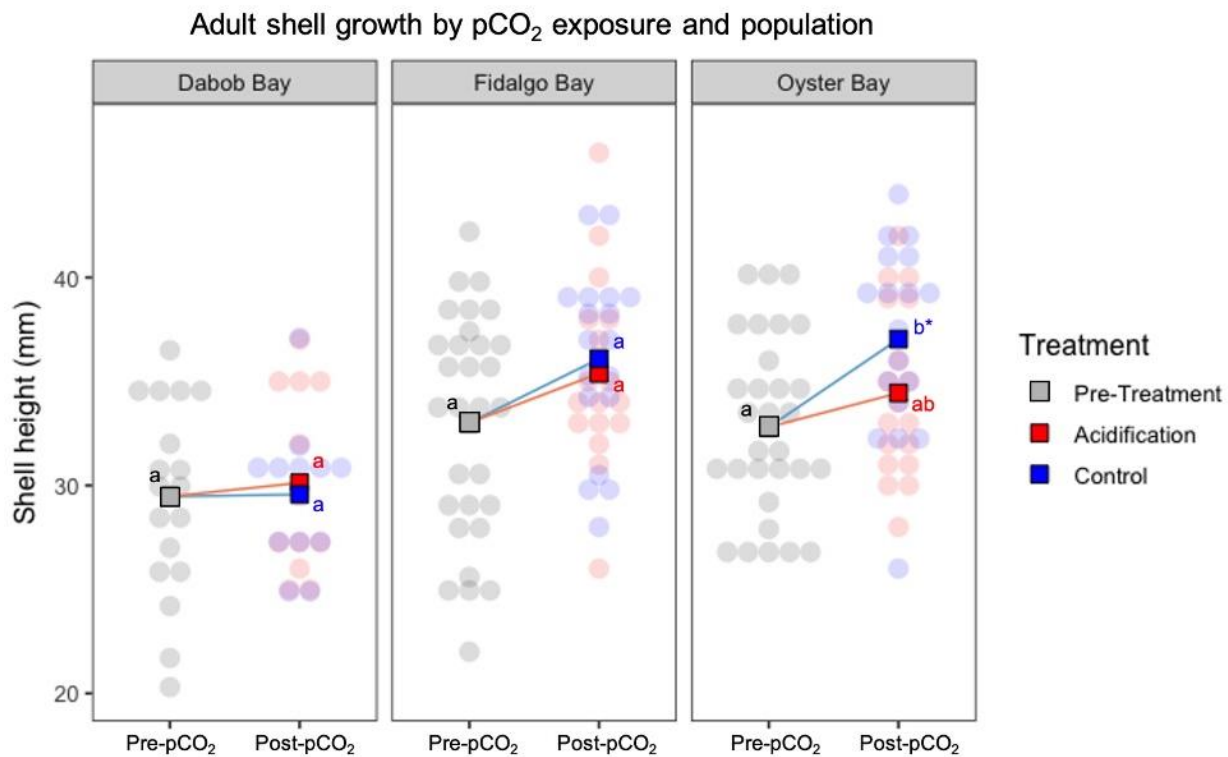 Adult shell growth by pCO₂ exposure and population
Dabob Bay
Fidalgo Bay
Oyster Bay
Shell height (mm)
40
30
20
a
a
a
a
a
a
a
b*
ab
Pre-pCO₂
Post-pCO₂
Pre-pCO₂
Post-pCO₂
Pre-pCO₂
Post-pCO₂
Treatment
Pre-Treatment
Acidification
Control